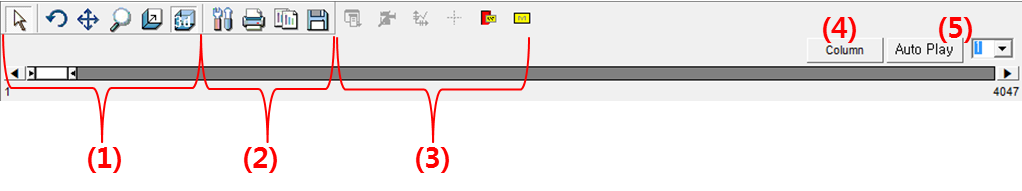 (4) (5)
Column Auto Play 1
1 4047
(1) (2) (3)